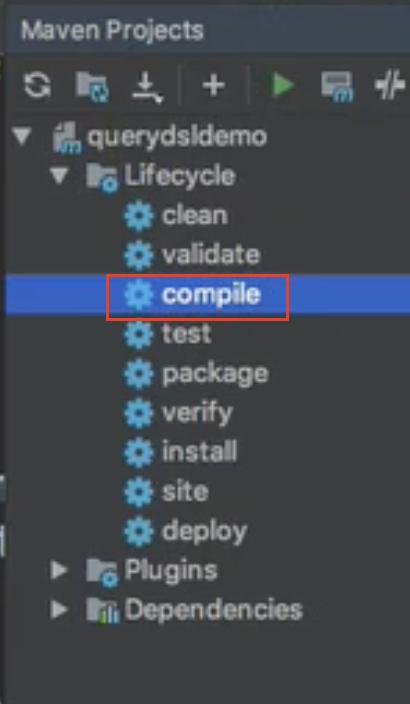 Maven Projects
querydsldemo
Lifecycle
clean
validate
compile
test
package
verify
install
site
deploy
Plugins
Dependencies